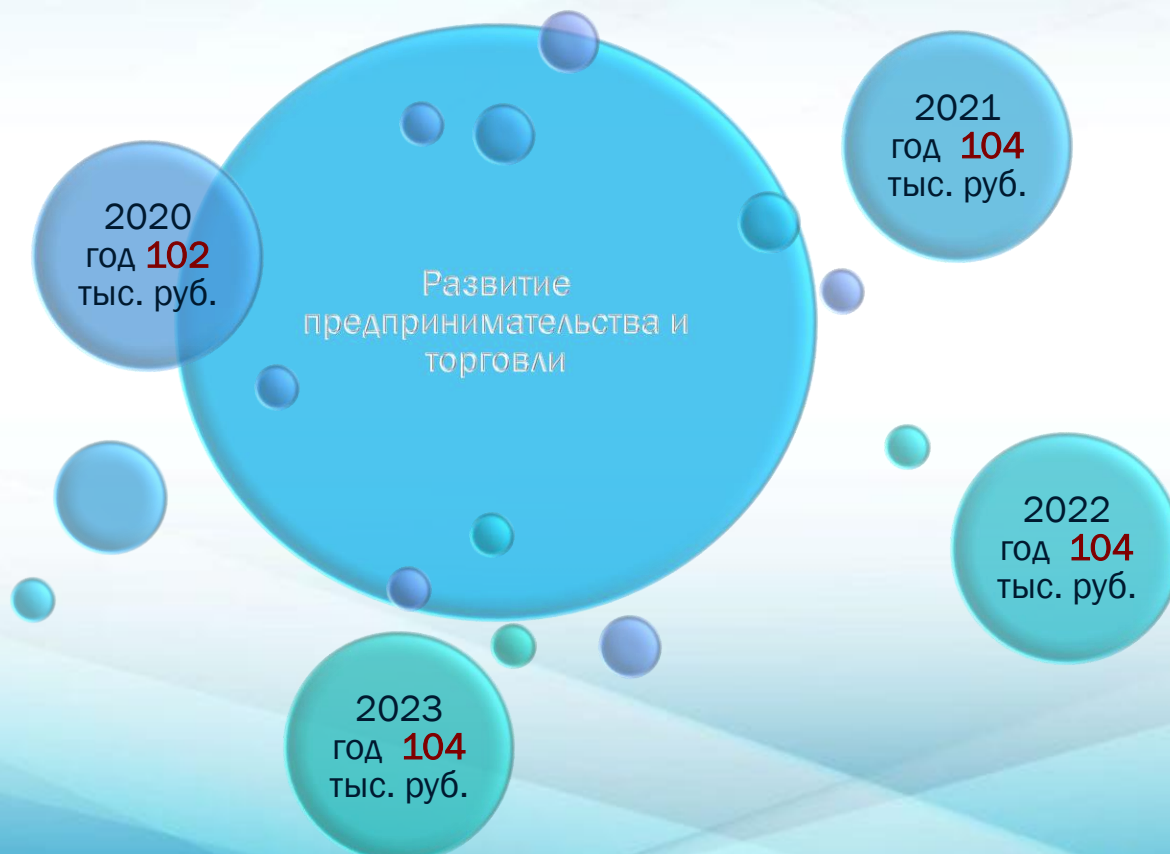 2021
год 104
тыс. руб.
2020
год 102
тыс. руб.
Развитие
предпринимательства и
торговли
2022
год 104
тыс. руб.
2023
год 104
тыс. руб.